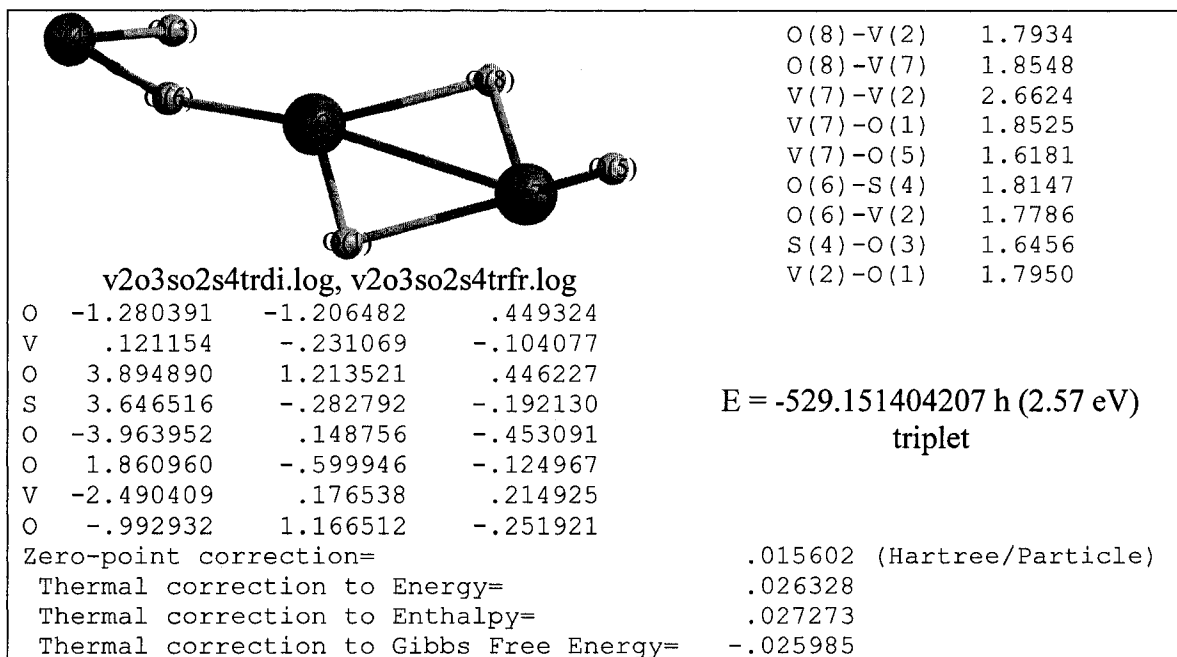 O(8)-V(2) 1.7934
O(8)-V(7) 1.8548
V(7)-V(2) 2.6624
V(7)-O(1) 1.8525
V(7)-O(5) 1.6181
O(6)-S(4) 1.8147
O(6)-V(2) 1.7786
S(4)-O(3) 1.6456
V(2)-O(1) 1.7950
v2o3so2s4trdi.log, v2o3so2s4trfr.log
O -1.280391 -1.206482 .449324
V .121154 -.231069 -.104077
O 3.894890 1.213521 .446227
S 3.646516 -.282792 -.192130
O -3.963952 .148756 -.453091
O 1.860960 -.599946 -.124967
V -2.490409 .176538 .214925
O -.992932 1.166512 -.251921
E = -529.151404207 h (2.57 eV)
triplet
Zero-point correction= .015602 (Hartree/Particle)
Thermal correction to Energy= .026328
Thermal correction to Enthalpy= .027273
Thermal correction to Gibbs Free Energy= -.025985